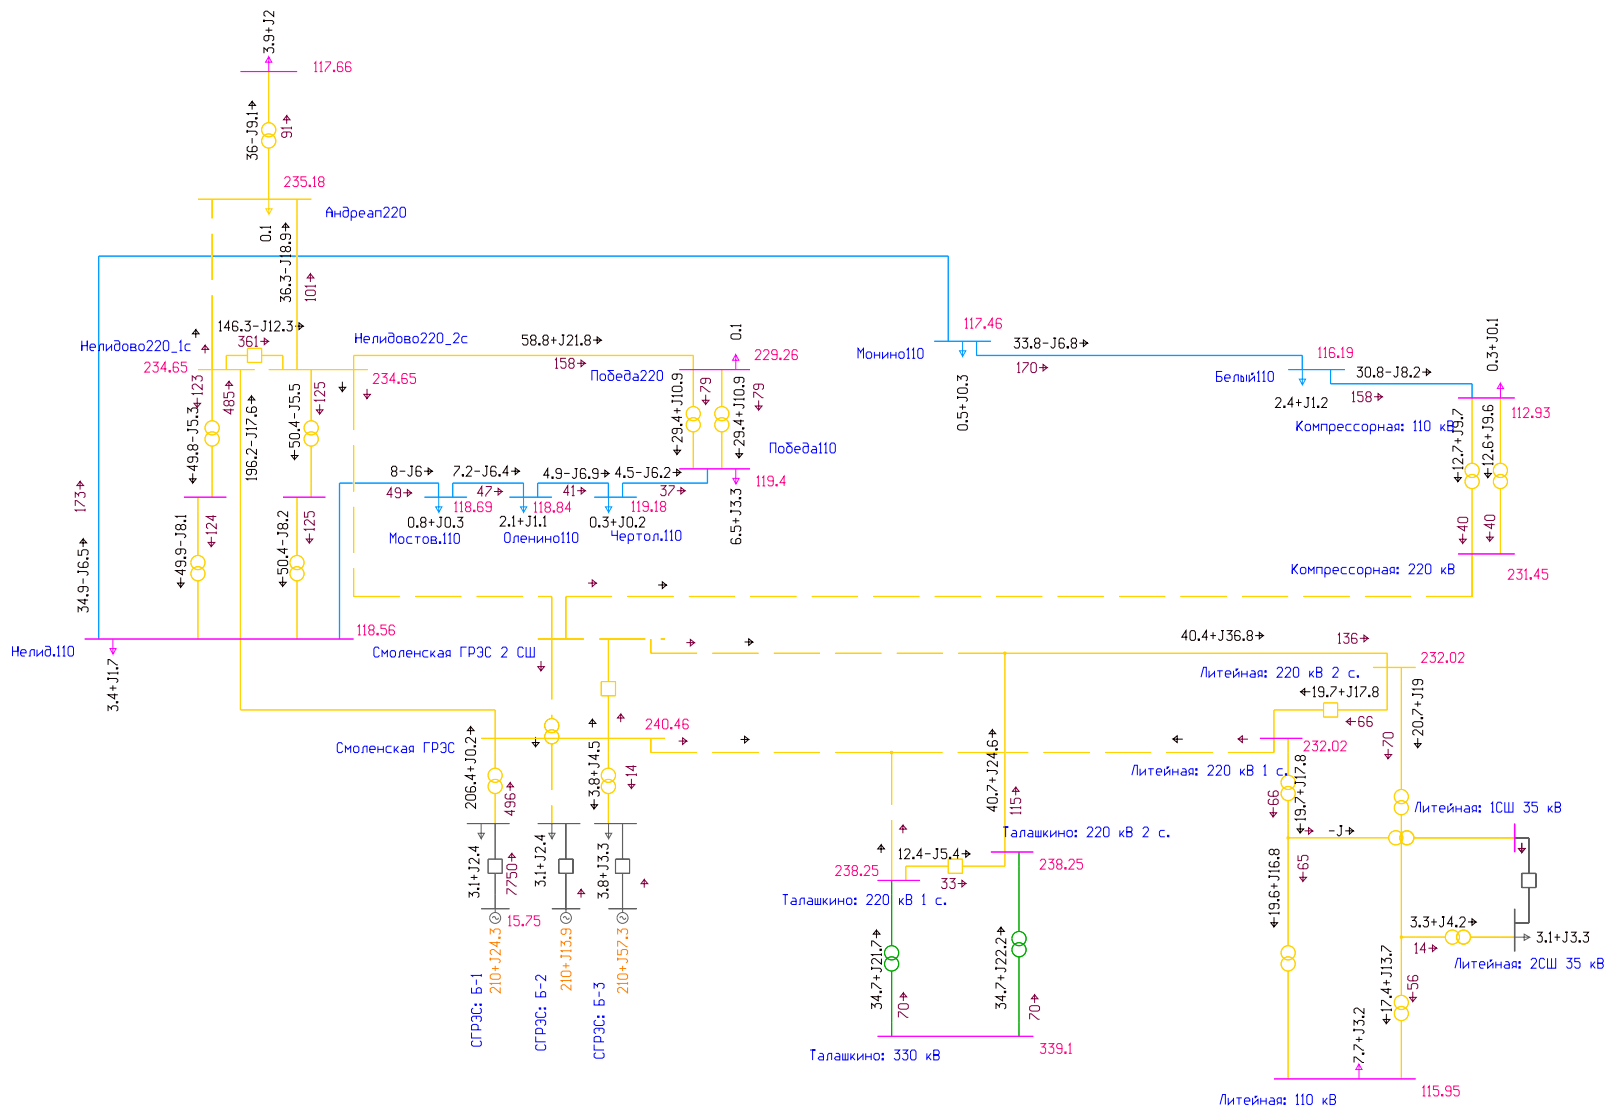 3.9+J2
117.66
36-J9.1
91
235.18
Андреап220
0.1
36.3-J18.9
101
146.3-J12.3
361
Нелидово220_1с
234.65
Нелидово220_2с
234.65
58.8+J21.8
158
Победа220
0.1
229.26
123
485
49.8-J5.3
196.2-J17.6
125
50.4-J5.5
79
79
29.4+J10.9
29.4+J10.9
Победа110
119.4
6.5+J3.3
Монино110
117.46
0.5+J0.3
33.8-J6.8
170
116.19
Белый110
2.4+J1.2
30.8-J8.2
158
0.3+J0.1
112.93
Компрессорная: 110 кВ
12.7+J9.7
12.6+J9.6
40
40
Компрессорная: 220 кВ
231.45
8-J6
49
7.2-J6.4
47
4.9-J6.9
41
4.5-J6.2
37
118.69
118.84
119.18
0.8+J0.3
2.1+J1.1
0.3+J0.2
Мостов.110
Оленино110
Чертол.110
173
34.9-J6.5
124
49.9-J8.1
125
50.4-J8.2
118.56
Нелид.110
3.4+J1.7
Смоленская ГРЭС 2 СШ
Смоленская ГРЭС
240.46
206.4+J0.2
496
3.8+J4.5
14
3.1+J2.4
7750
3.1+J2.4
3.8+J3.3
15.75
210+J24.3
210+J13.9
210+J57.3
СГРЭС: Б-1
СГРЭС: Б-2
СГРЭС: Б-3
40.4+J36.8
136
232.02
Литейная: 220 кВ 2 с.
19.7+J17.8
66
20.7+J19
70
232.02
Литейная: 220 кВ 1 с.
66
19.7+J17.8
-J
Литейная: 1СШ 35 кВ
65
19.6+J16.8
3.3+J4.2
14
3.1+J3.3
Литейная: 2СШ 35 кВ
17.4+J13.7
56
7.7+J3.2
115.95
Литейная: 110 кВ
40.7+J24.6
115
Талашкино: 220 кВ 2 с.
238.25
12.4-J5.4
33
238.25
Талашкино: 220 кВ 1 с.
34.7+J21.7
70
34.7+J22.2
70
339.1
Талашкино: 330 кВ